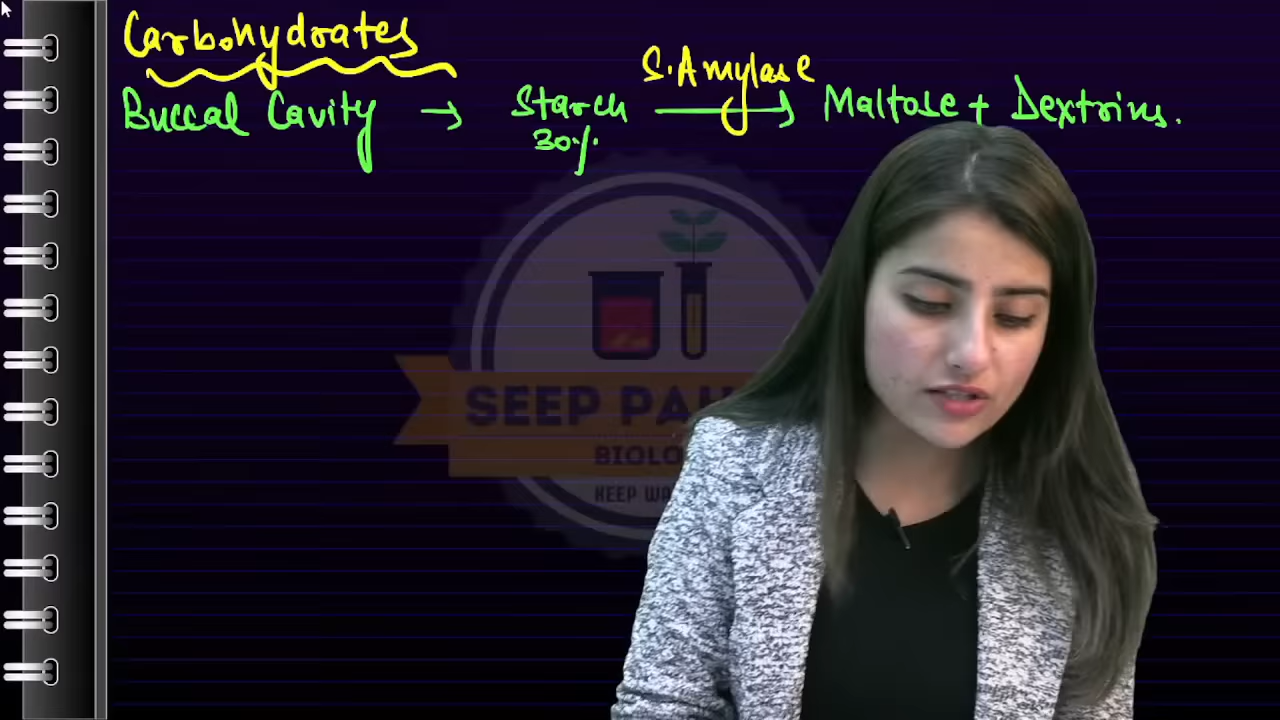 Carbohydrates
S.Amylase
Buccal Cavity → Starch → Maltose + Dextrins.
30%
SEEP PAH
BIOLO
KEEP WA